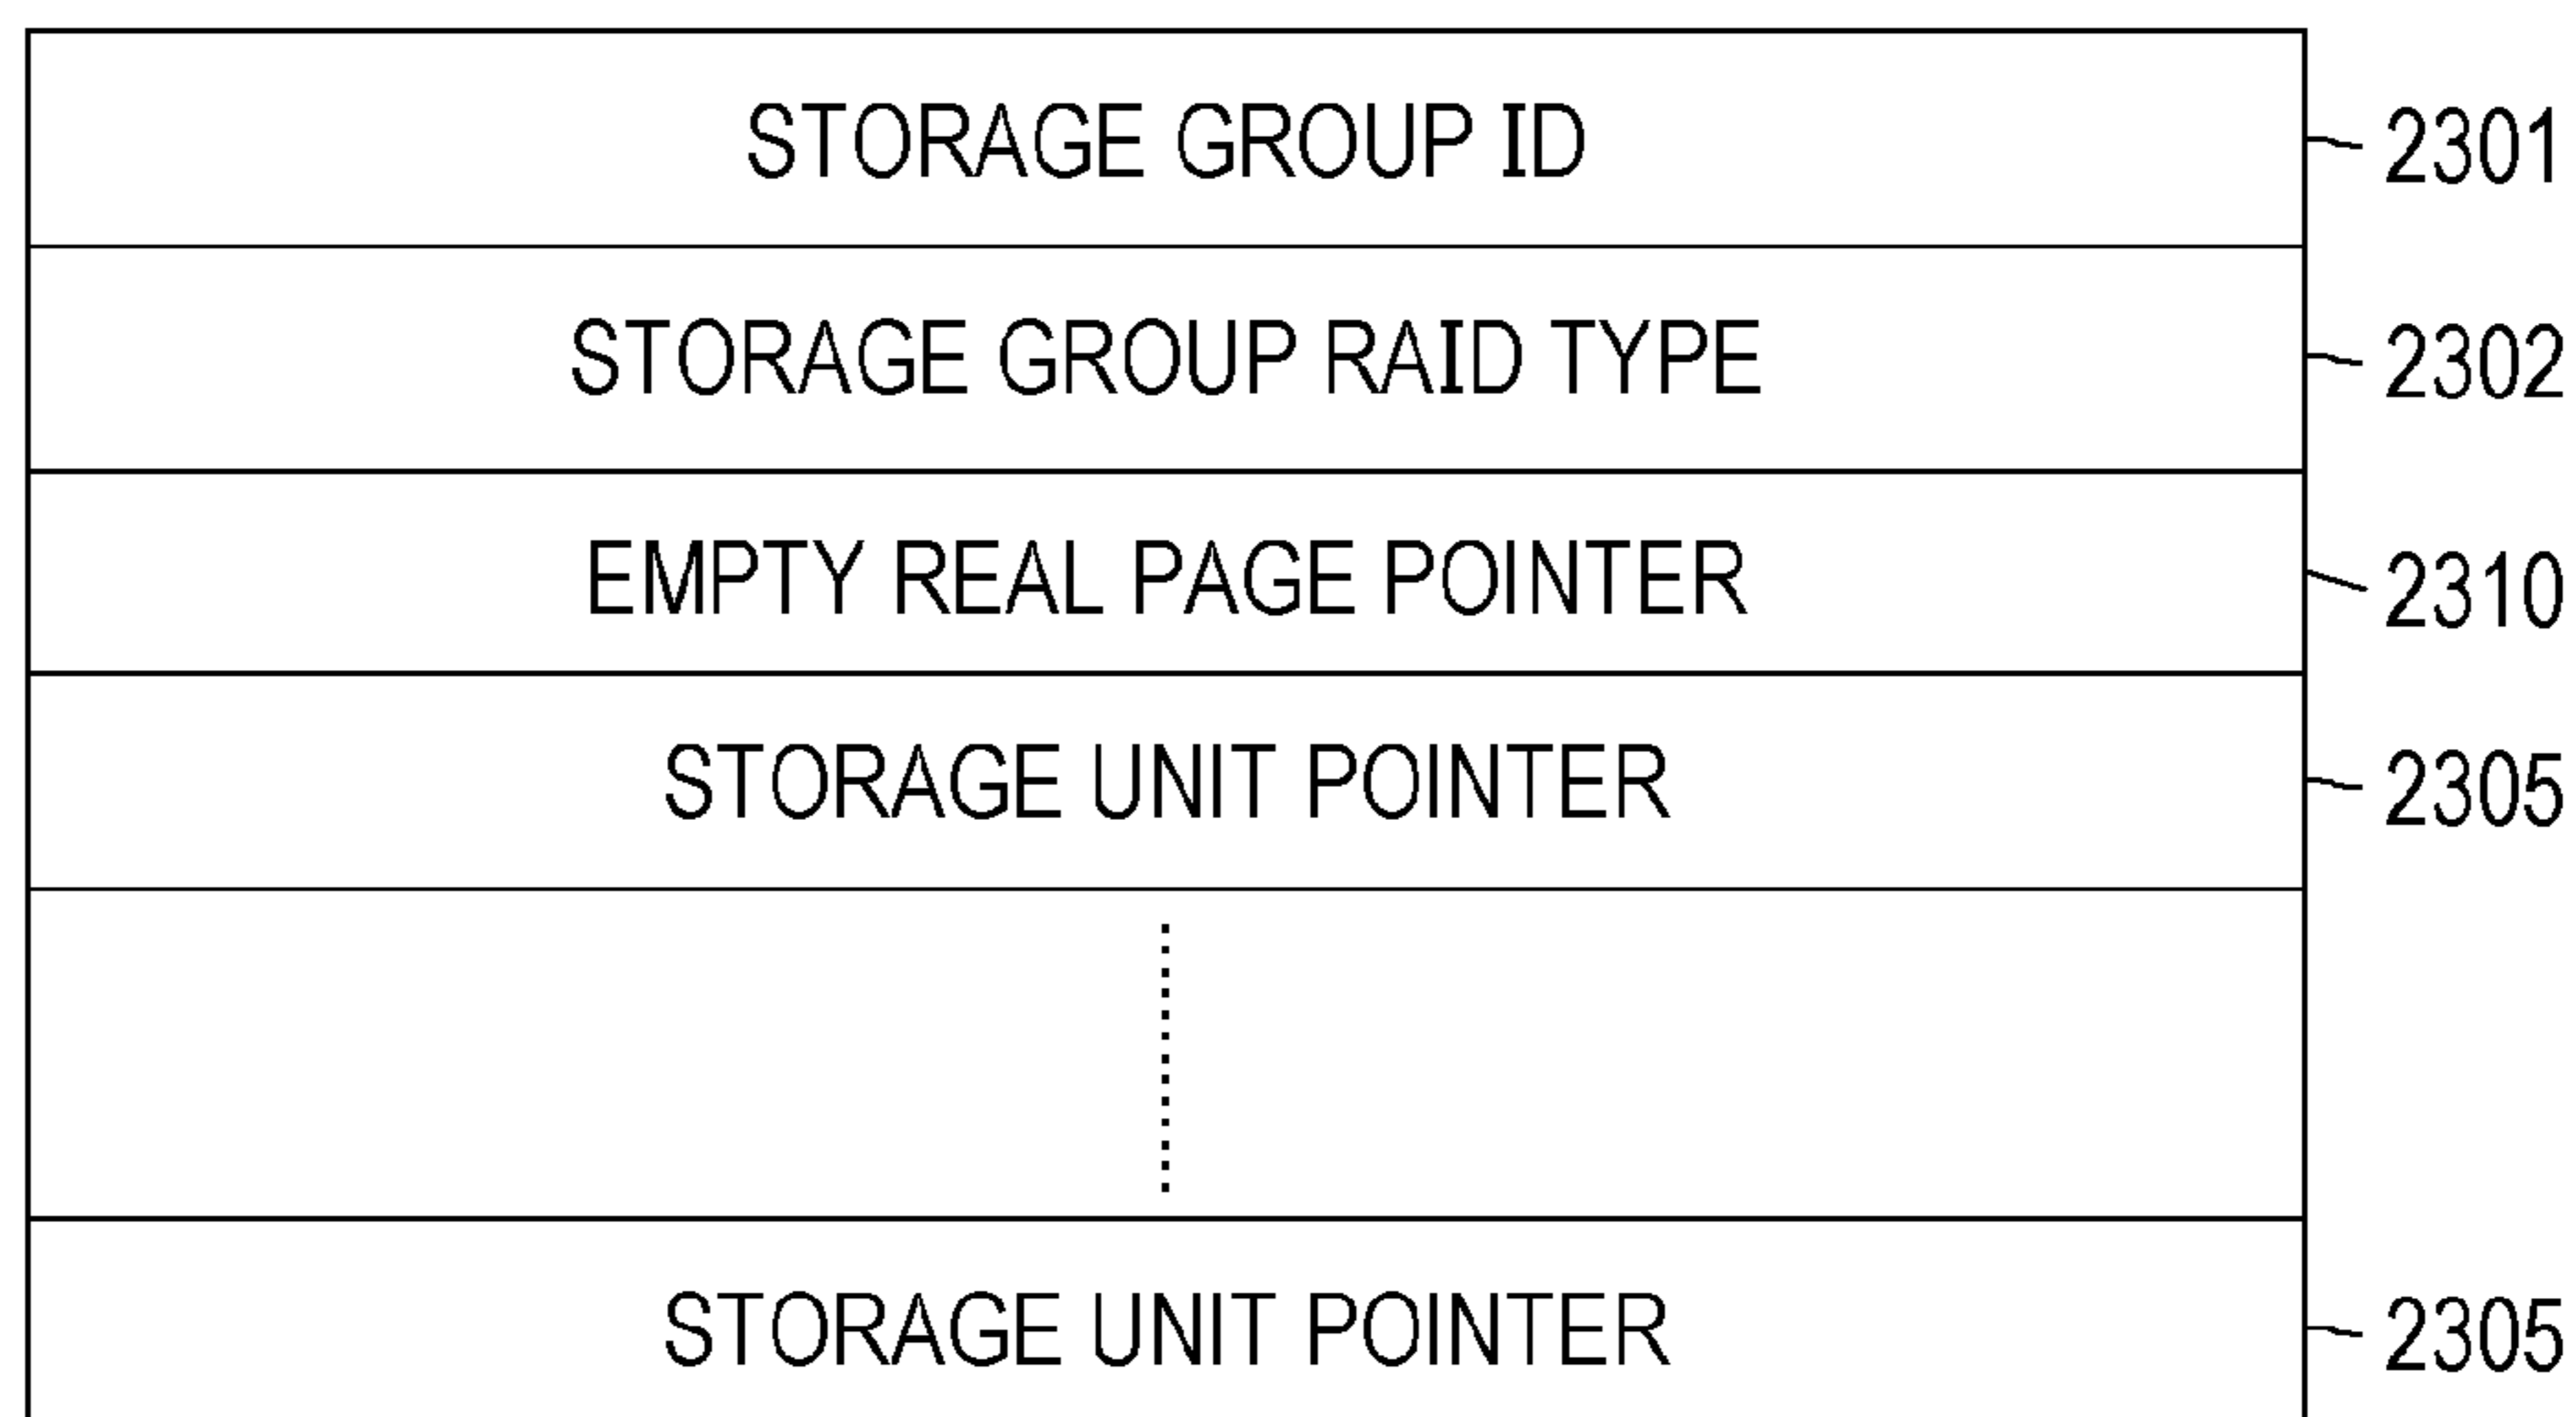 STORAGE GROUP ID 2301
STORAGE GROUP RAID TYPE 2302
EMPTY REAL PAGE POINTER 2310
STORAGE UNIT POINTER 2305
STORAGE UNIT POINTER 2305